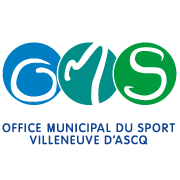 OMS
OFFICE MUNICIPAL DU SPORT
VILLENEUVE D'ASCQ